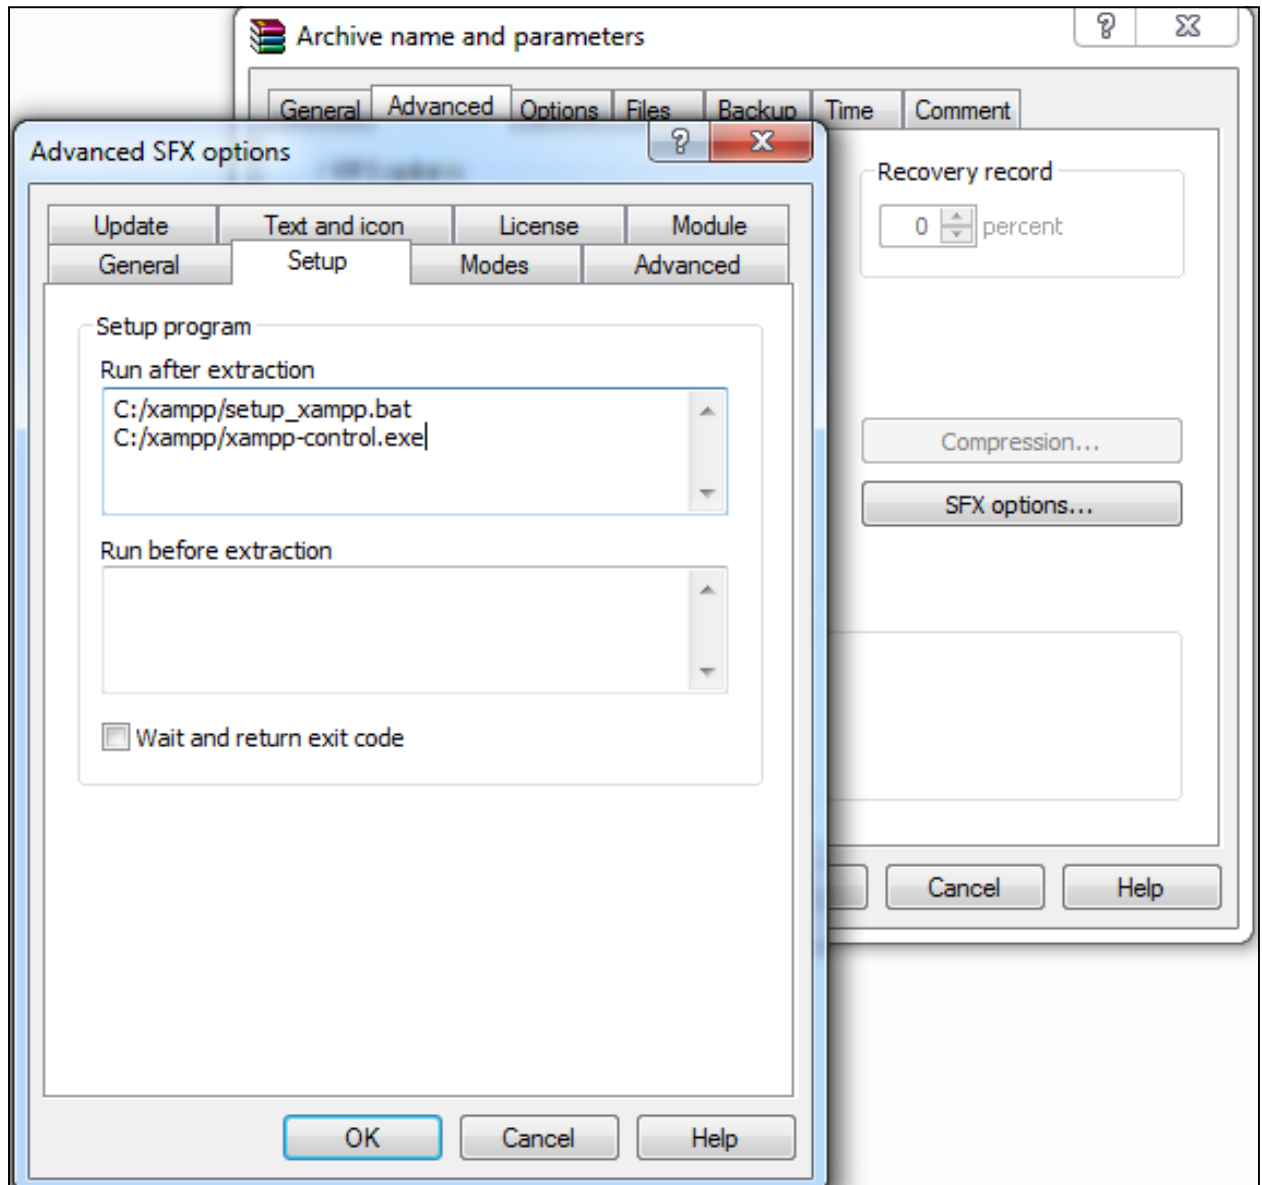 Archive name and parameters
General Advanced Options Files Backup Time Comment
Advanced SFX options
Recovery record
0 percent
Update Text and icon License Module
General Setup Modes Advanced
Setup program
Run after extraction
C:/xampp/setup_xampp.bat
C:/xampp/xampp-control.exe
Compression...
SFX options...
Run before extraction
Wait and return exit code
Cancel Help
OK Cancel Help